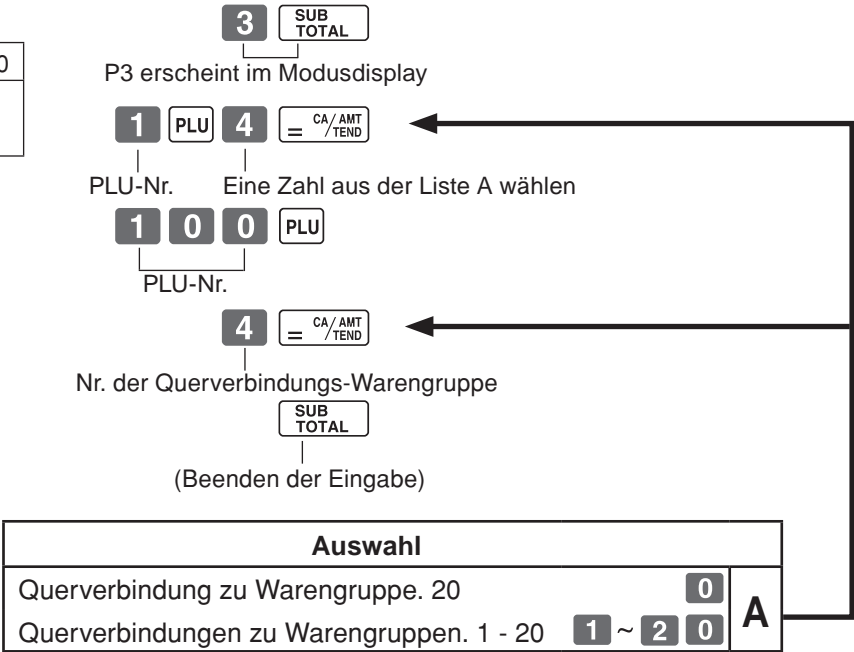 3 SUB TOTAL
0
P3 erscheint im Modusdisplay
1 PLU 4 = CA/AMT /TEND
PLU-Nr. Eine Zahl aus der Liste A wählen
1 0 0 PLU
PLU-Nr.
4 = CA/AMT /TEND
Nr. der Querverbindungs-Warengruppe
SUB TOTAL
(Beenden der Eingabe)
Auswahl
Querverbindung zu Warengruppe. 20 0
A
Querverbindungen zu Warengruppen. 1 - 20 1 ~ 2 0